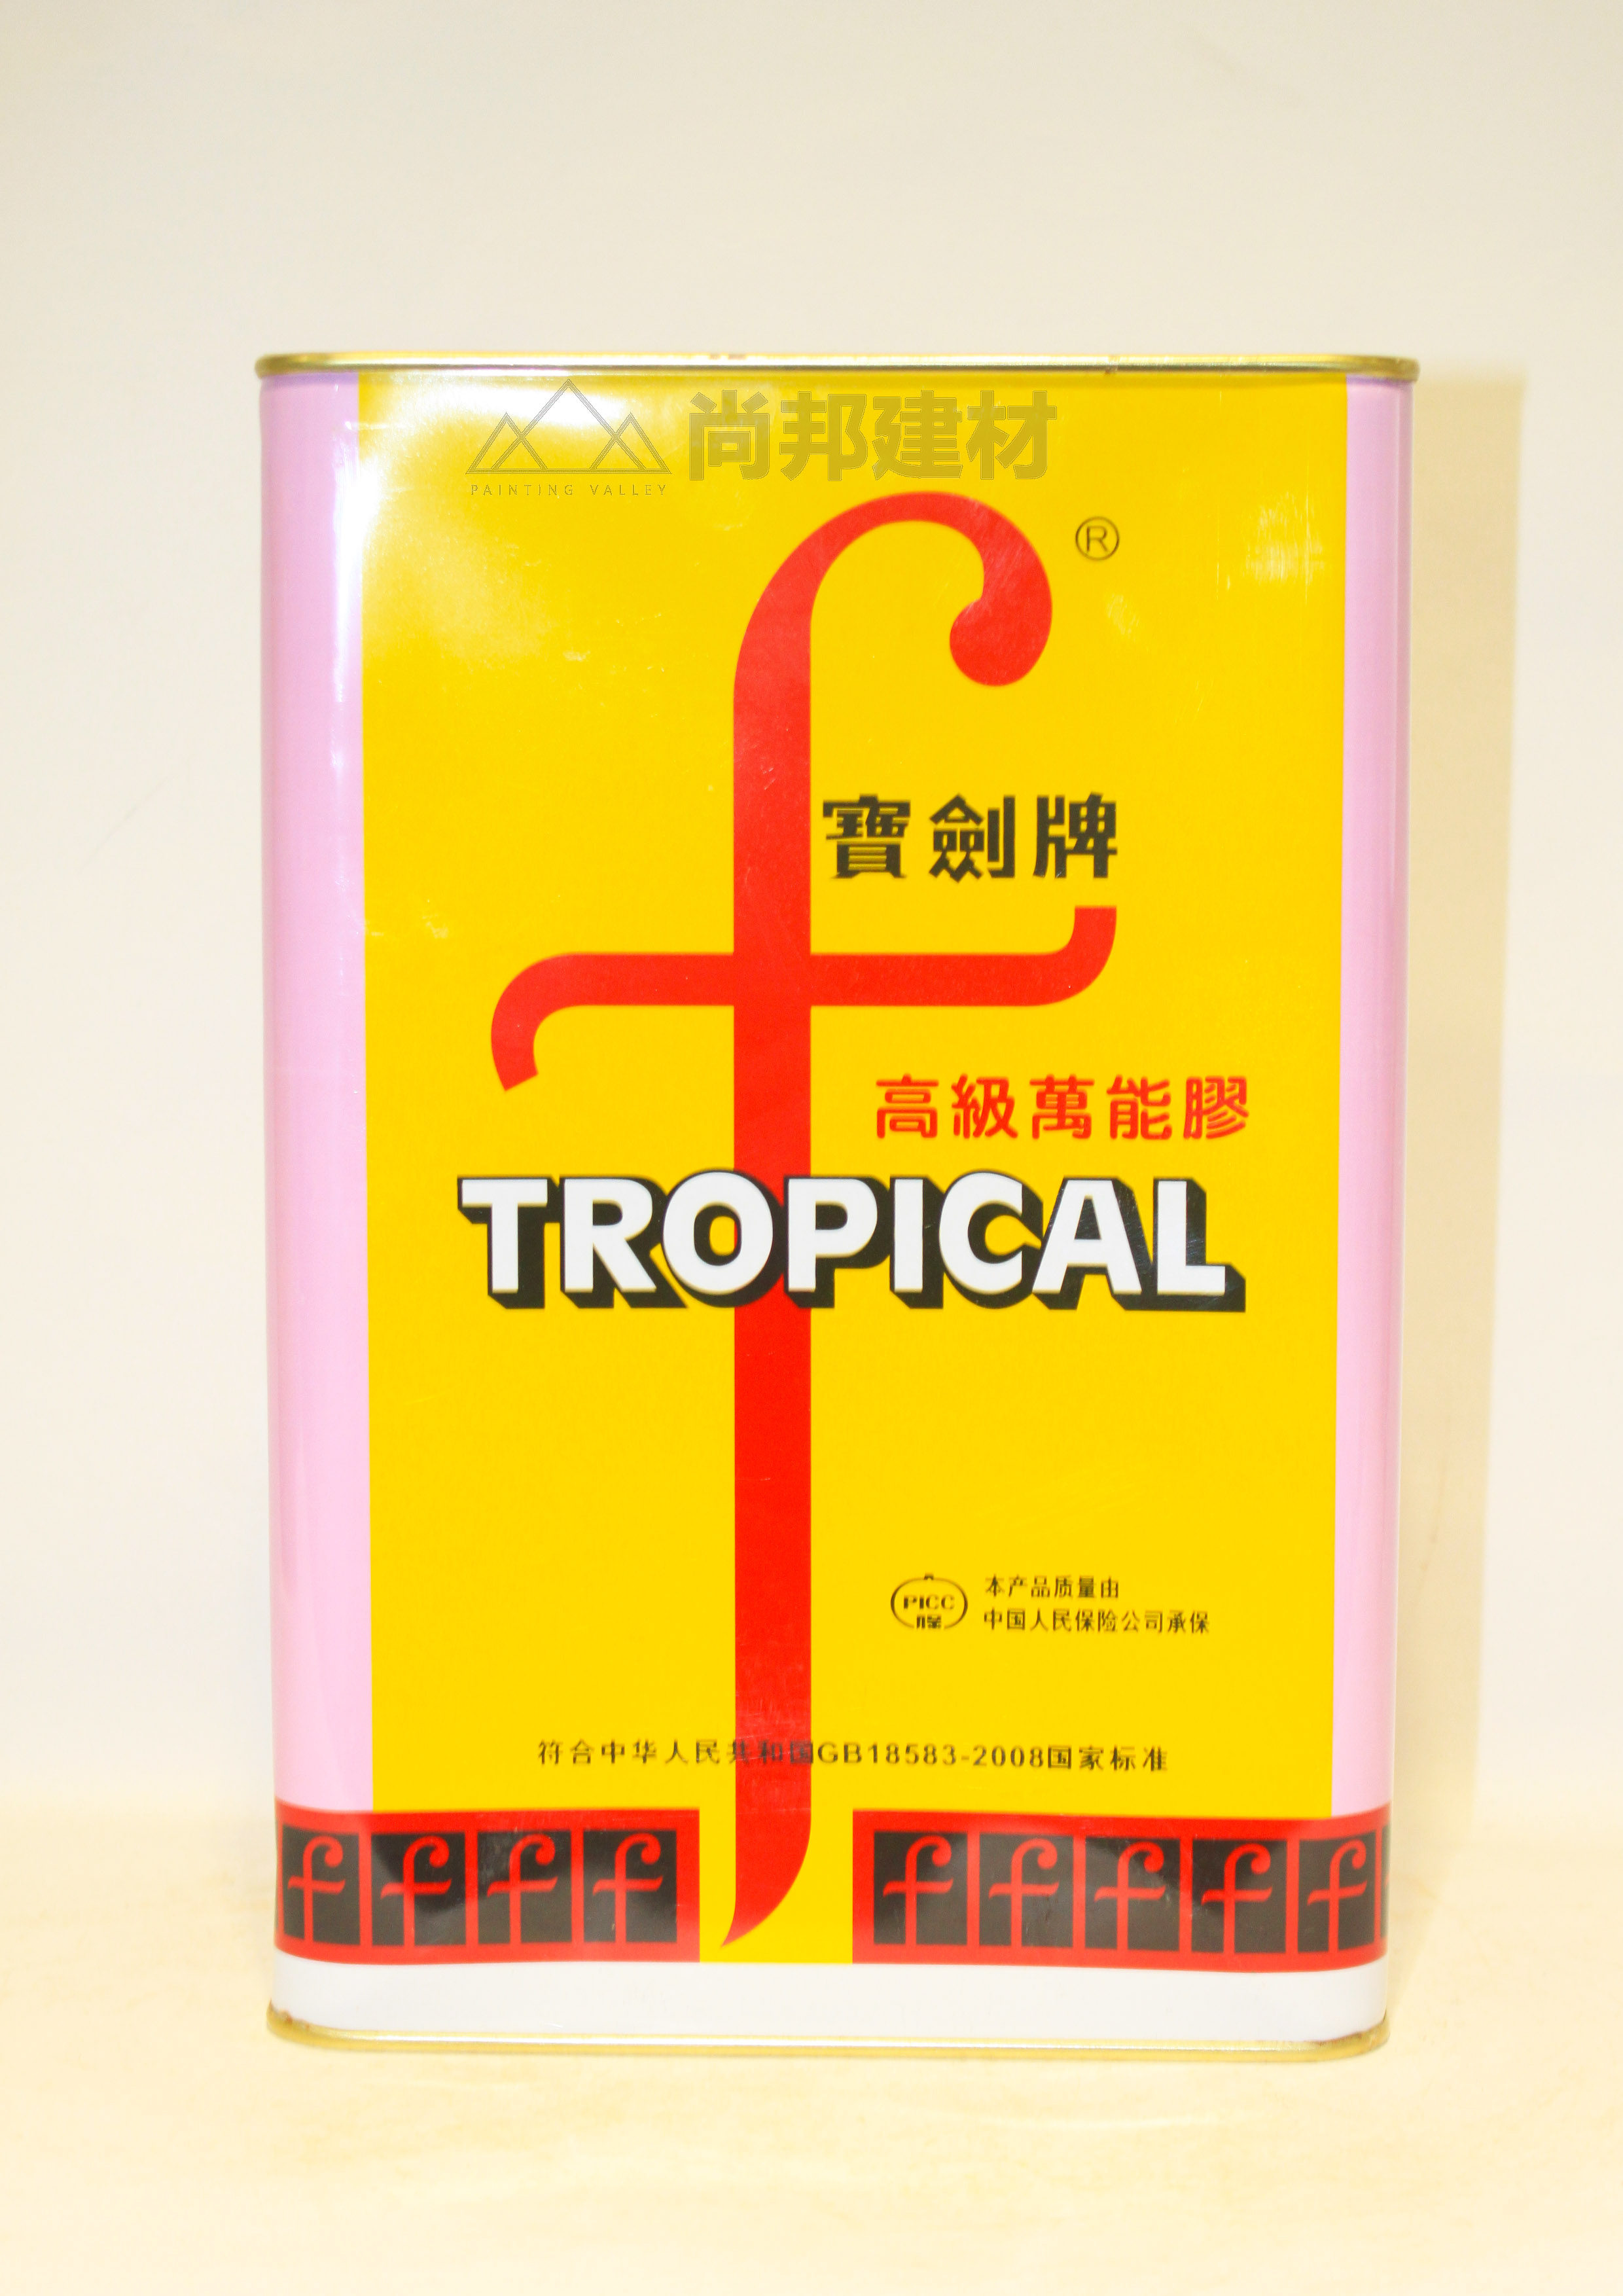 尚邦建材
PAINTING VALLEY
®
寶劍牌
高級萬能膠
TROPICAL
PICC
本产品质量由
中国人民保险公司承保
符合中华人民共和国GB18583-2008国家标准
f f f f f f f f f